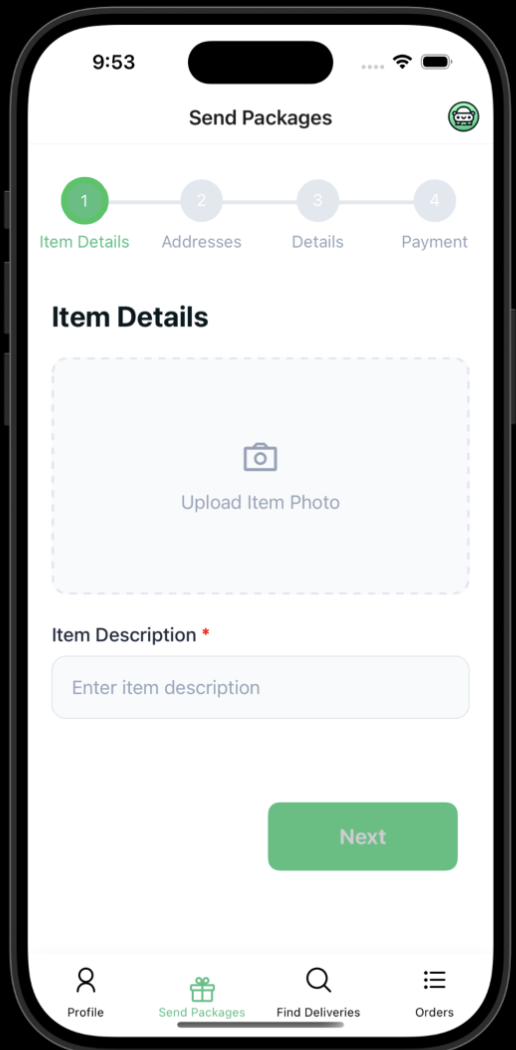 9:53
Send Packages
1
2
3
4
Item Details
Addresses
Details
Payment
Item Details
Upload Item Photo
Item Description *
Enter item description
Next
Profile
Send Packages
Find Deliveries
Orders